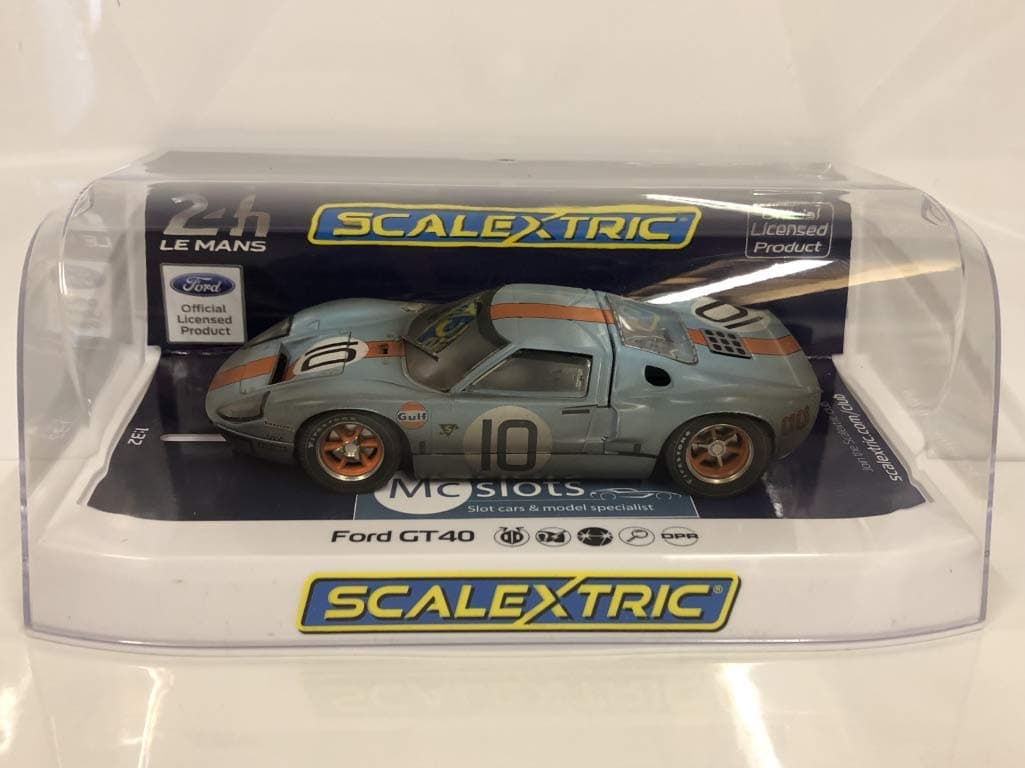 24h
LE MANS
SCALEXTRIC
Licensed
Product
Ford
Official
Licensed
Product
10
10
Gulf
10
1:32
scalextric.com/club
Mc slots
Slot cars & model specialist
Ford GT40
DPR
SCALEXTRIC®